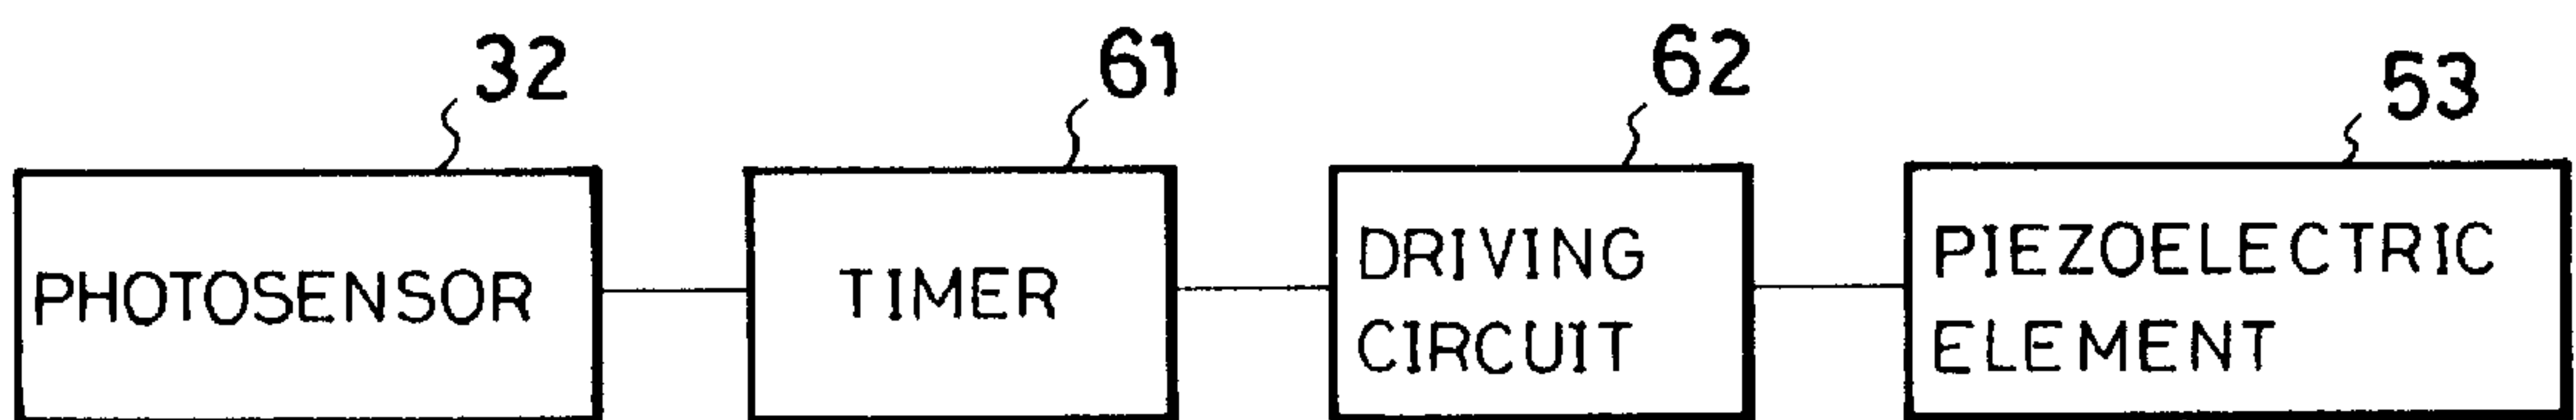 32
61
62
53
PHOTOSENSOR
TIMER
DRIVING
CIRCUIT
PIEZOELECTRIC
ELEMENT